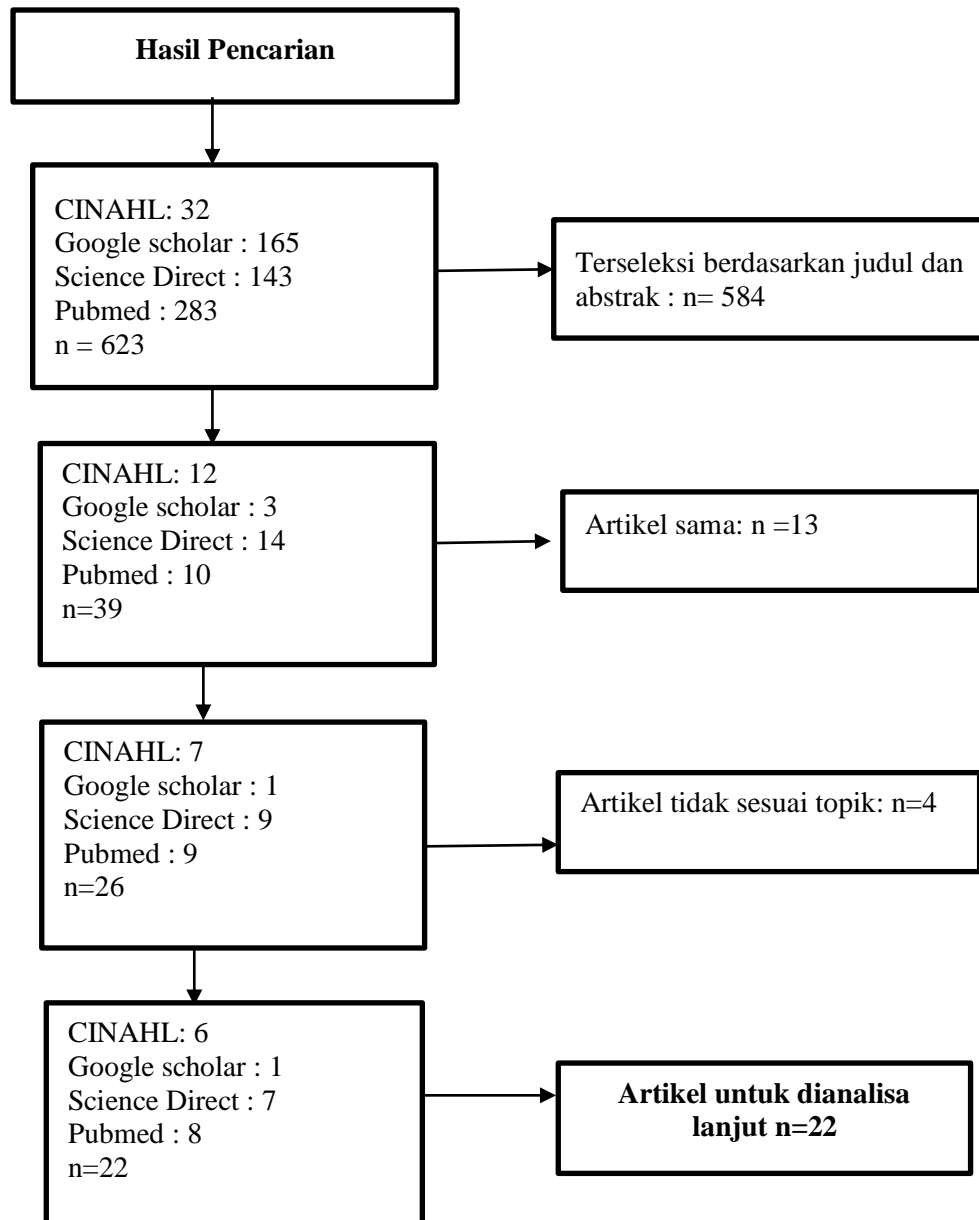 Hasil Pencarian
CINAHL: 32
Google scholar : 165
Science Direct : 143
Pubmed : 283
n = 623
Terseleksi berdasarkan judul dan
abstrak : n= 584
CINAHL: 12
Google scholar : 3
Science Direct : 14
Pubmed : 10
n=39
Artikel sama: n =13
CINAHL: 7
Google scholar : 1
Science Direct : 9
Pubmed : 9
n=26
Artikel tidak sesuai topik: n=4
CINAHL: 6
Google scholar : 1
Science Direct : 7
Pubmed : 8
n=22
Artikel untuk dianalisa
lanjut n=22